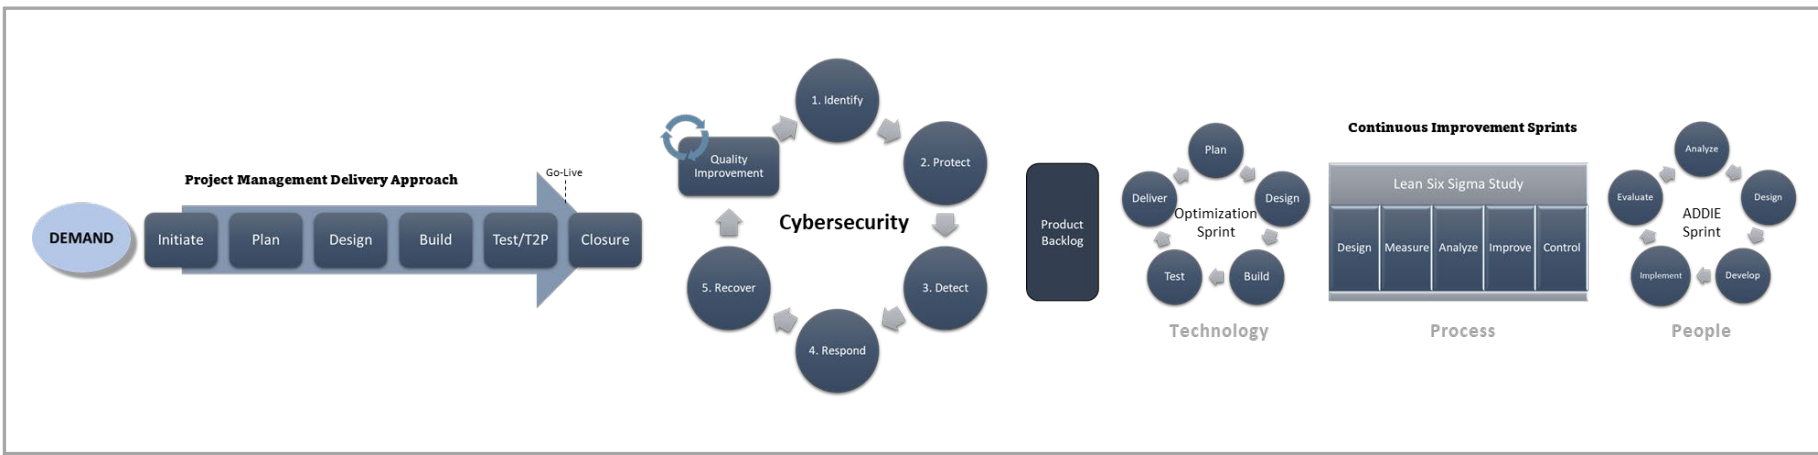 Project Management Delivery Approach
Go-Live
DEMAND
Initiate
Plan
Design
Build
Test/T2P
Closure
Cybersecurity
1. Identify
2. Protect
3. Detect
4. Respond
5. Recover
Quality
Improvement
Product
Backlog
Continuous Improvement Sprints
Optimization
Sprint
Plan
Design
Build
Test
Deliver
Technology
Lean Six Sigma Study
Design
Measure
Analyze
Improve
Control
Process
ADDIE
Sprint
Analyze
Design
Develop
Implement
Evaluate
People